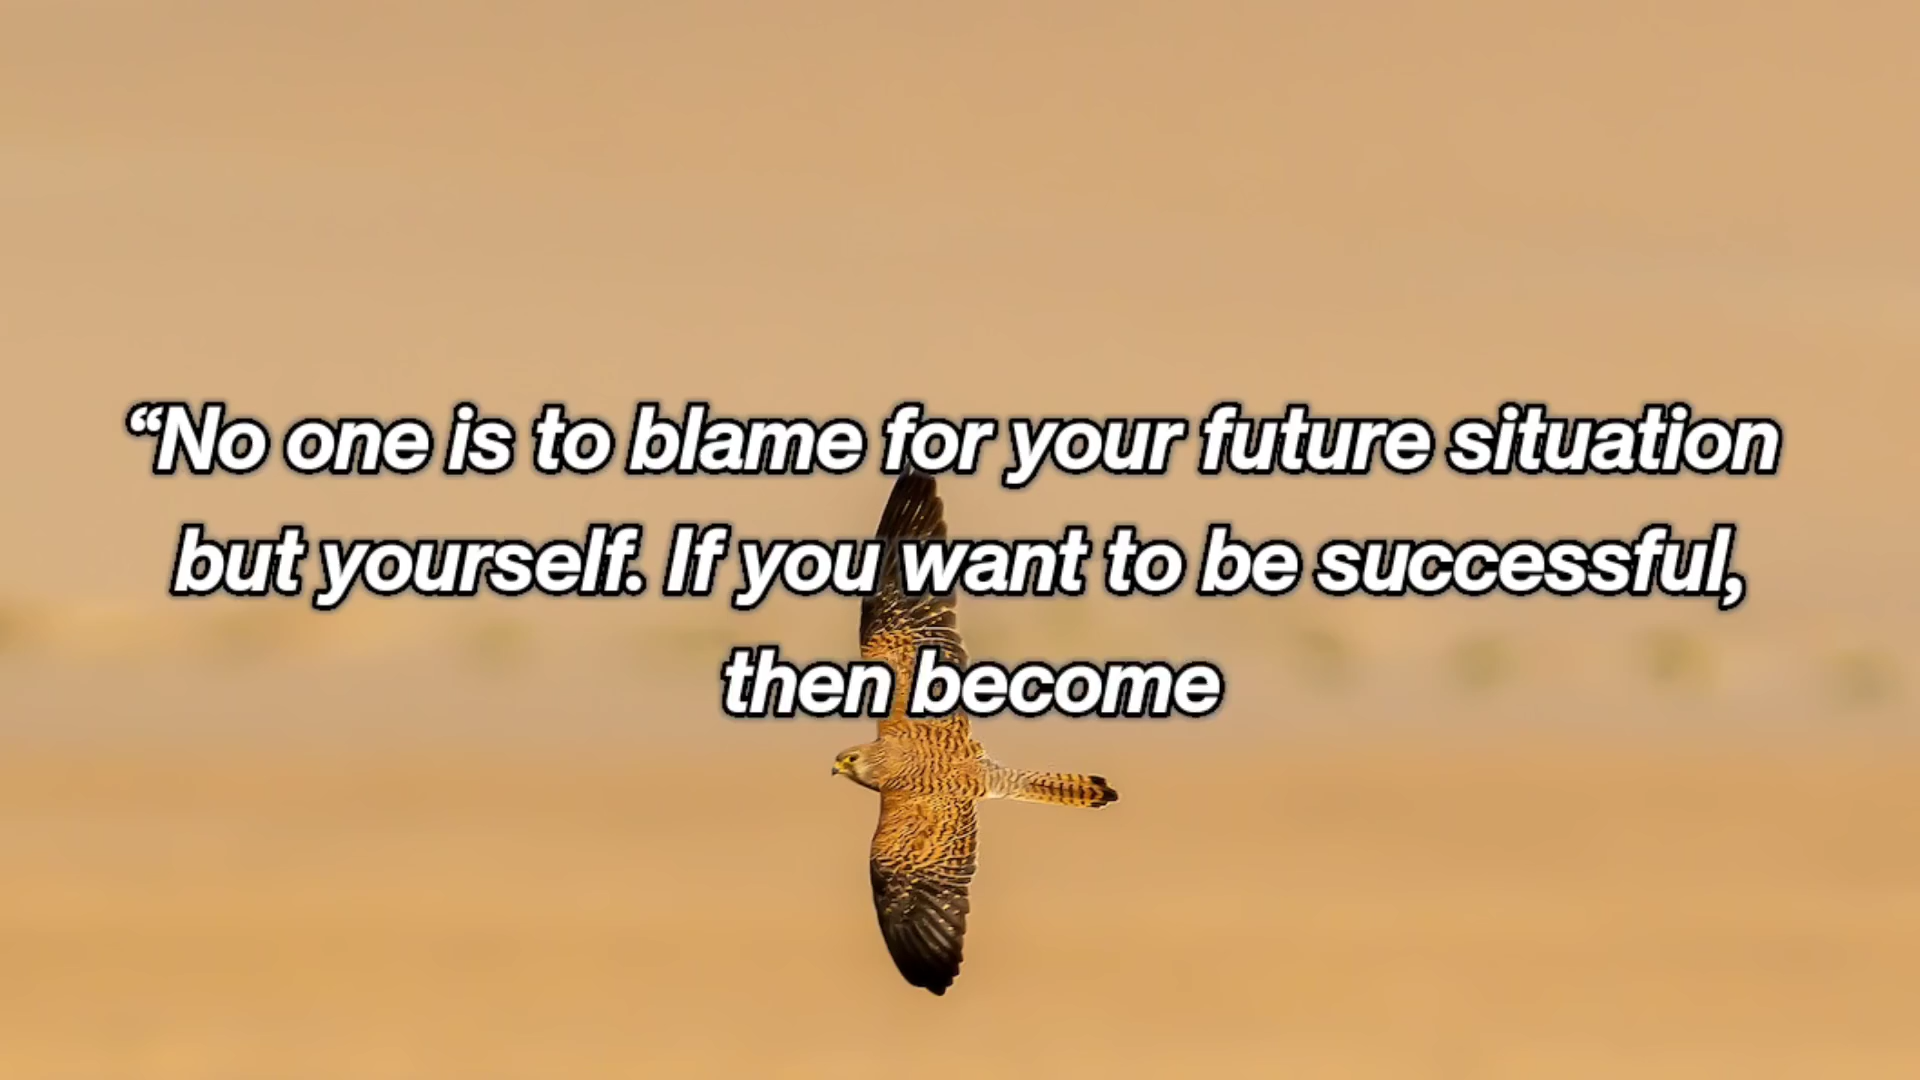 “No one is to blame for your future situation
but yourself. If you want to be successful,
then become